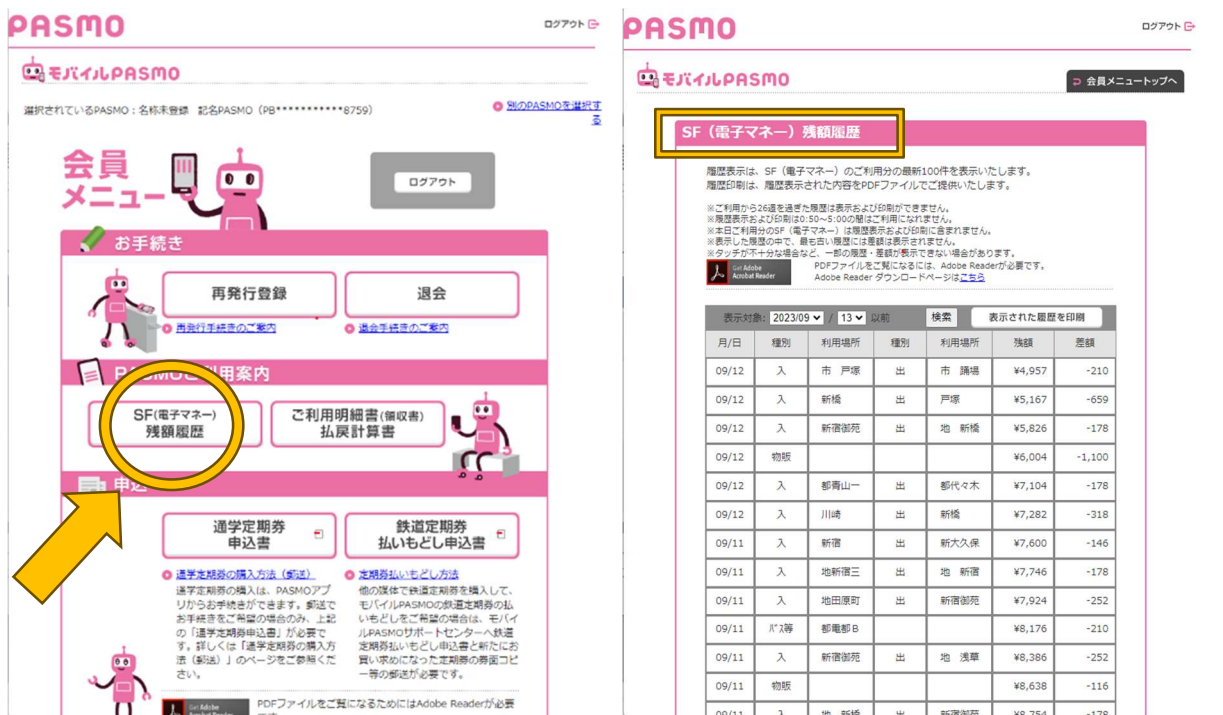 PASMO
ログアウト
モバイルPASMO
選択されているPASMO：名称未登録 記名PASMO（PB***********8759）
別のPASMOを選択す
る
会員
メニュー
ログアウト
お手続き
再発行登録
退会
再発行手続きのご案内
退会手続きのご案内
PASMOご利用案内
SF(電子マネー)
残額履歴
ご利用明細書(領収書)
払戻計算書
申込
通学定期券
申込書
鉄道定期券
払いもどし申込書
通学定期券の購入方法（郵送）
通学定期券の購入は、PASMOアプ
リからお手続きができます。郵送で
お手続きをご希望の場合のみ、上記
の「通学定期券申込書」が必要で
す。詳しくは「通学定期券の購入方
法（郵送）」のページをご参照くだ
さい。
定期券払いもどし方法
他の媒体で鉄道定期券を購入して、
モバイルPASMOの鉄道定期券の払
いもどしをご希望の場合は、モバイ
ルPASMOサポートセンターへ鉄道
定期券払いもどし申込書と新たにお
買い求めになった定期券の券面コピ
ー等の郵送が必要です。
Get Adobe
Acrobat Reader
PDFファイルをご覧になるためにはAdobe Readerが必要
です。
PASMO
ログアウト
モバイルPASMO
会員メニュートップへ
SF（電子マネー）残額履歴
履歴表示は、SF（電子マネー）のご利用分の最新100件を表示いたします。
履歴印刷は、履歴表示された内容をPDFファイルでご提供いたします。
※ご利用から26週を過ぎた履歴は表示および印刷ができません。
※履歴表示および印刷は0:50～5:00の間はご利用になれません。
※本日ご利用分のSF（電子マネー）は履歴表示および印刷に含まれません。
※表示した履歴の中で、最も古い履歴には差額は表示されません。
※タッチが不十分な場合など、一部の履歴・差額が表示できない場合があります。
Get Adobe
Acrobat Reader
PDFファイルをご覧になるには、Adobe Readerが必要です。
Adobe Reader ダウンロードページはこちら
表示対象: 2023/09 / 13 以前 検索 表示された履歴を印刷
月/日 種別 利用場所 種別 利用場所 残額 差額
09/12 入 市 戸塚 出 市 踊場 ¥4,957 -210
09/12 入 新橋 出 戸塚 ¥5,167 -659
09/12 入 新宿御苑 出 地 新橋 ¥5,826 -178
09/12 物販 ¥6,004 -1,100
09/12 入 都青山一 出 都代々木 ¥7,104 -178
09/12 入 川崎 出 新橋 ¥7,282 -318
09/11 入 新宿 出 新大久保 ¥7,600 -146
09/11 入 地新宿三 出 地 新宿 ¥7,746 -178
09/11 入 地田原町 出 新宿御苑 ¥7,924 -252
09/11 ﾊﾞｽ等 都電都Ｂ ¥8,176 -210
09/11 入 新宿御苑 出 地 浅草 ¥8,386 -252
09/11 物販 ¥8,638 -116
09/11 入 地 新橋 出 新宿御苑 ¥8,754 -178